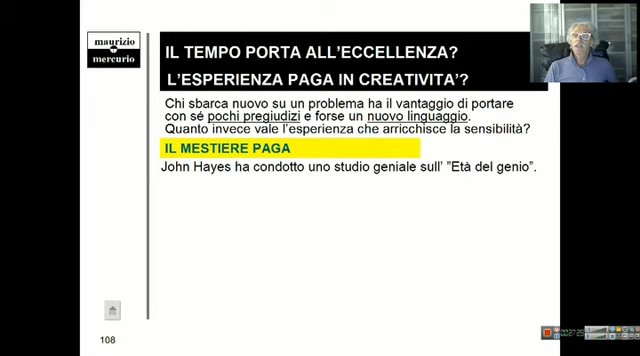 maurizio
mercurio
IL TEMPO PORTA ALL'ECCELLENZA?
L'ESPERIENZA PAGA IN CREATIVITA'?
Chi sbarca nuovo su un problema ha il vantaggio di portare
con sé pochi pregiudizi e forse un nuovo linguaggio.
Quanto invece vale l'esperienza che arricchisce la sensibilità?
IL MESTIERE PAGA
John Hayes ha condotto uno studio geniale sull' "Età del genio".
108